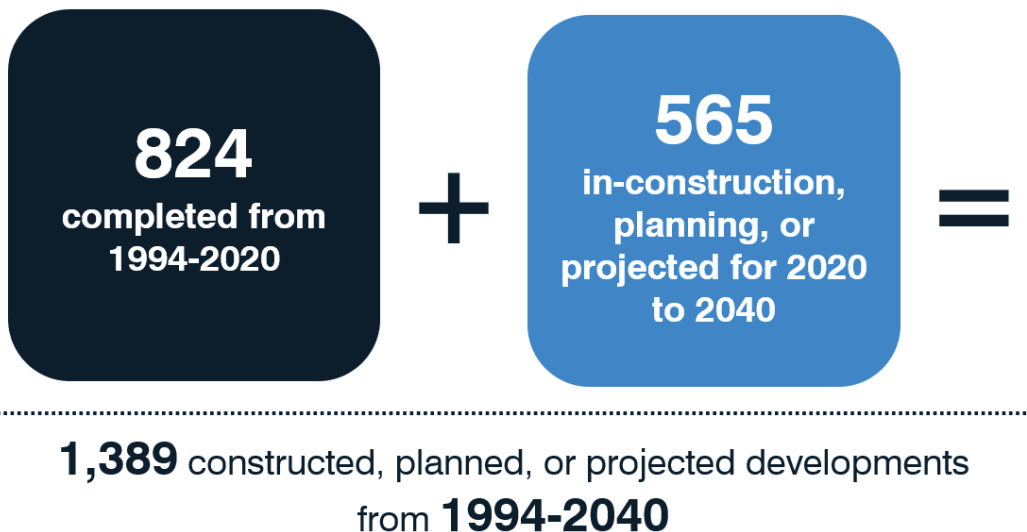 824
completed from
1994-2020
+
565
in-construction,
planning, or
projected for 2020
to 2040
=
1,389 constructed, planned, or projected developments
from 1994-2040